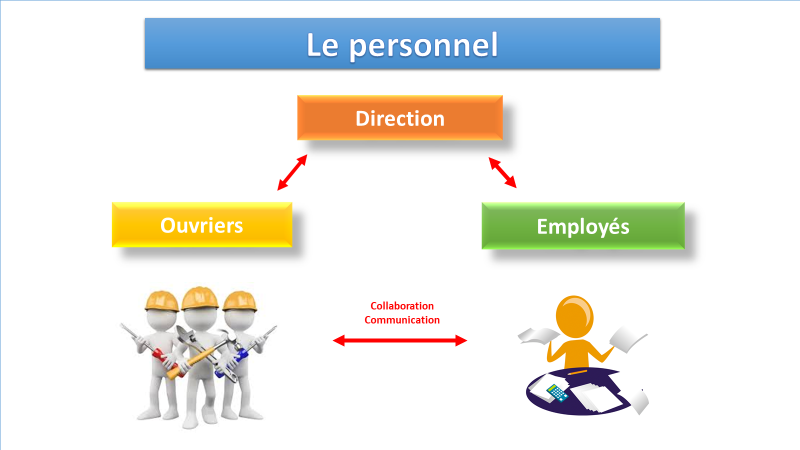 Le personnel
Direction
Ouvriers
Employés
Collaboration
Communication